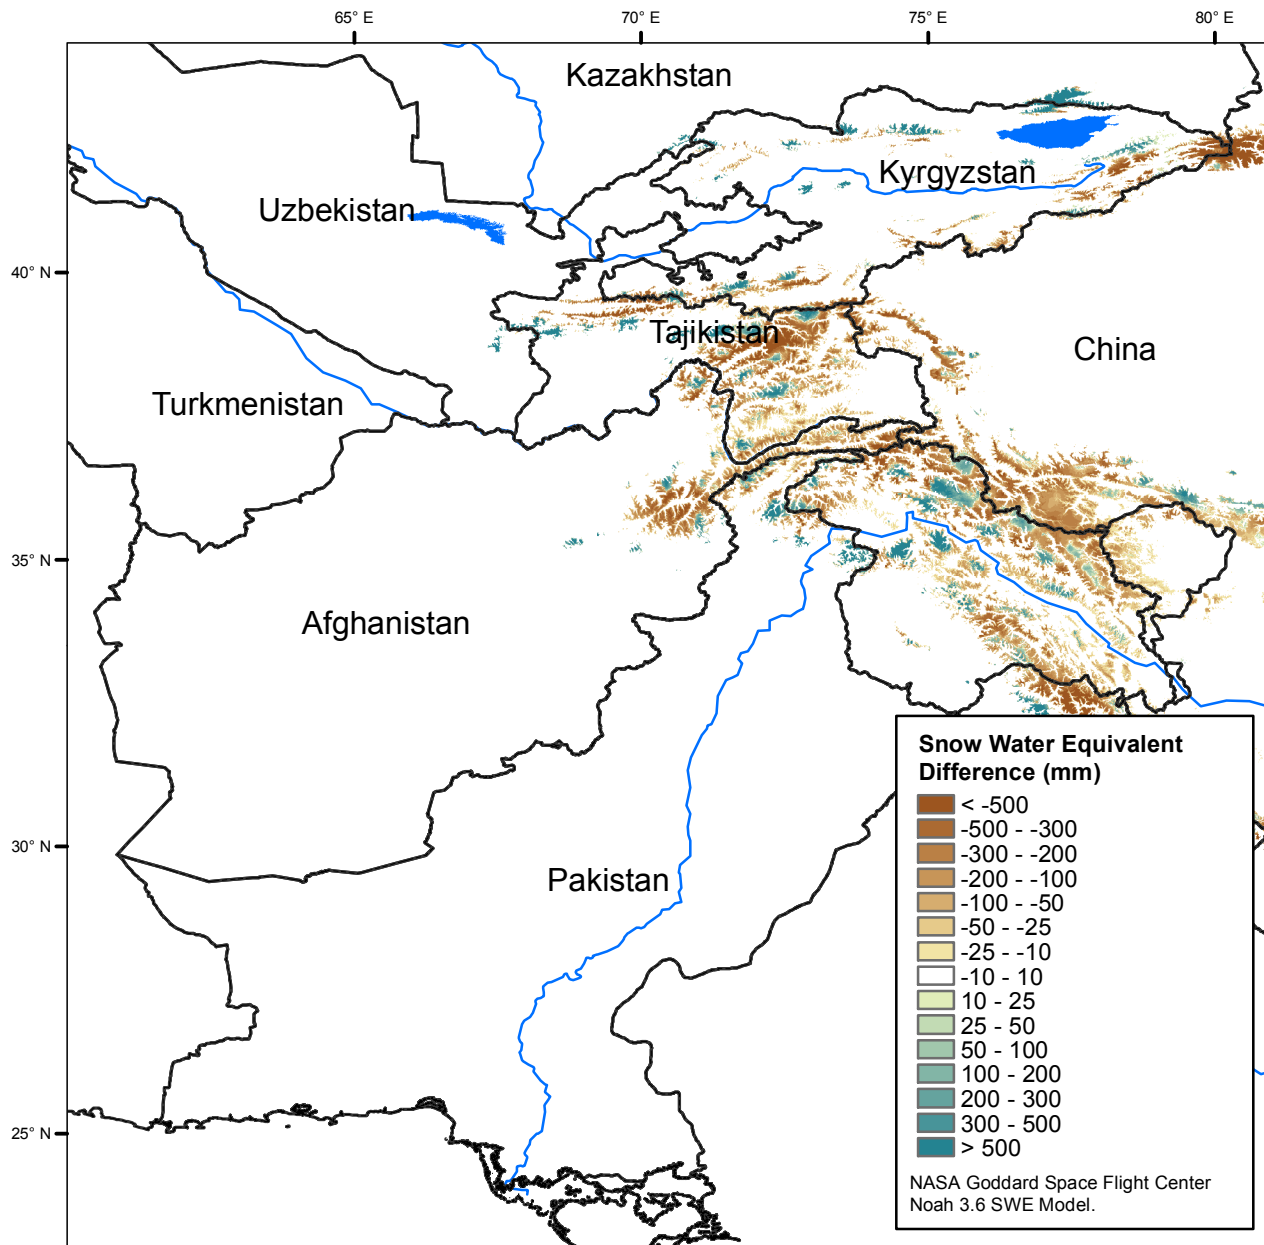 65° E
70° E
75° E
80° E
Kazakhstan
Kyrgyzstan
Uzbekistan
40° N
Tajikistan
China
Turkmenistan
35° N
Afghanistan
30° N
Pakistan
25° N
Snow Water Equivalent
Difference (mm)
< -500
-500 - -300
-300 - -200
-200 - -100
-100 - -50
-50 - -25
-25 - -10
-10 - 10
10 - 25
25 - 50
50 - 100
100 - 200
200 - 300
300 - 500
> 500
NASA Goddard Space Flight Center
Noah 3.6 SWE Model.